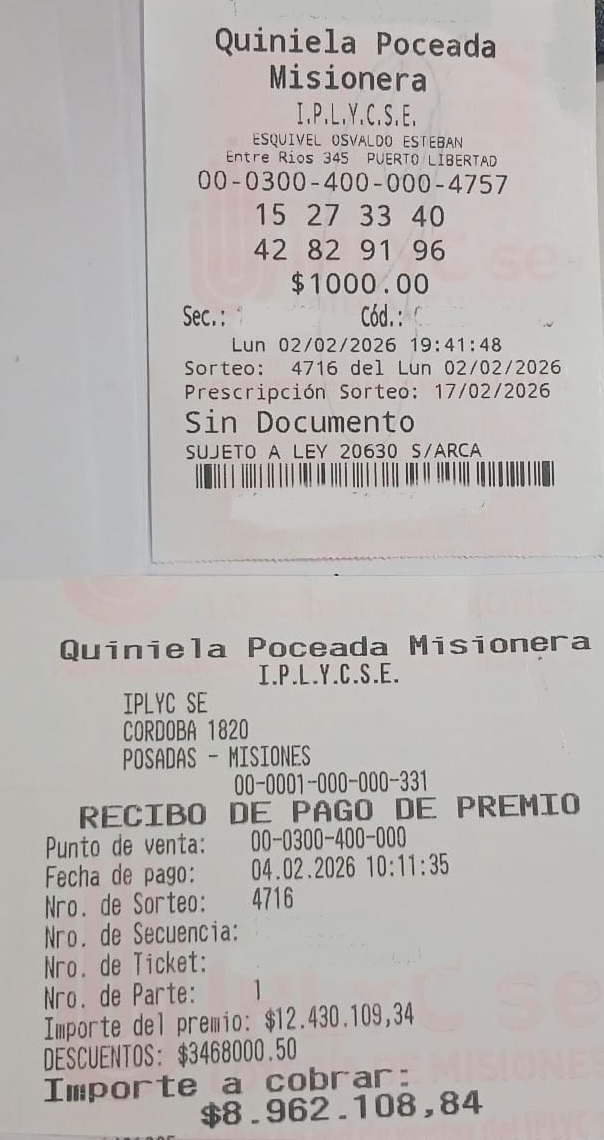 Quiniela Poceada
Misionera
I.P.L.Y.C.S.E.
ESQUIVEL OSVALDO ESTEBAN
Entre Rios 345 PUERTO LIBERTAD
00-0300-400-000-4757
15 27 33 40
42 82 91 96
$1000.00
Sec.: Cód.:
Lun 02/02/2026 19:41:48
Sorteo: 4716 del Lun 02/02/2026
Prescripción Sorteo: 17/02/2026
Sin Documento
SUJETO A LEY 20630 S/ARCA
Quiniela Poceada Misionera
I.P.L.Y.C.S.E.
IPLYC SE
CORDOBA 1820
POSADAS - MISIONES
00-0001-000-000-331
RECIBO DE PAGO DE PREMIO
Punto de venta: 00-0300-400-000
Fecha de pago: 04.02.2026 10:11:35
Nro. de Sorteo: 4716
Nro. de Secuencia:
Nro. de Ticket:
Nro. de Parte: 1
Importe del premio: $12.430.109,34
DESCUENTOS: $3468000.50
Importe a cobrar:
$8.962.108,84